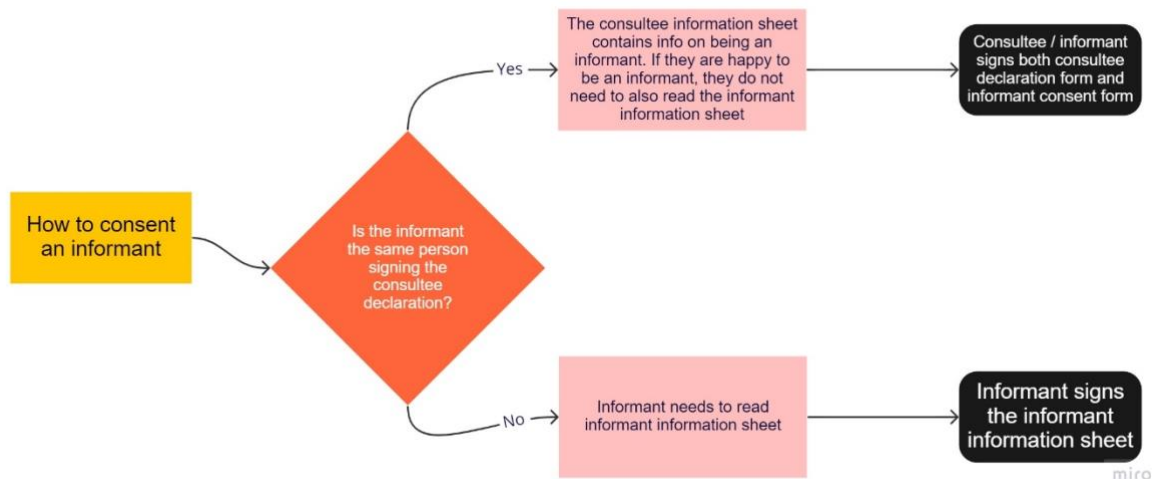 How to consent
an informant
Is the informant
the same person
signing the
consultee
declaration?
Yes
The consultee information sheet
contains info on being an
informant. If they are happy to
be an informant, they do not
need to also read the informant
information sheet
Consultee / informant
signs both consultee
declaration form and
informant consent form
No
Informant needs to read
informant information sheet
Informant signs
the informant
information sheet
miro